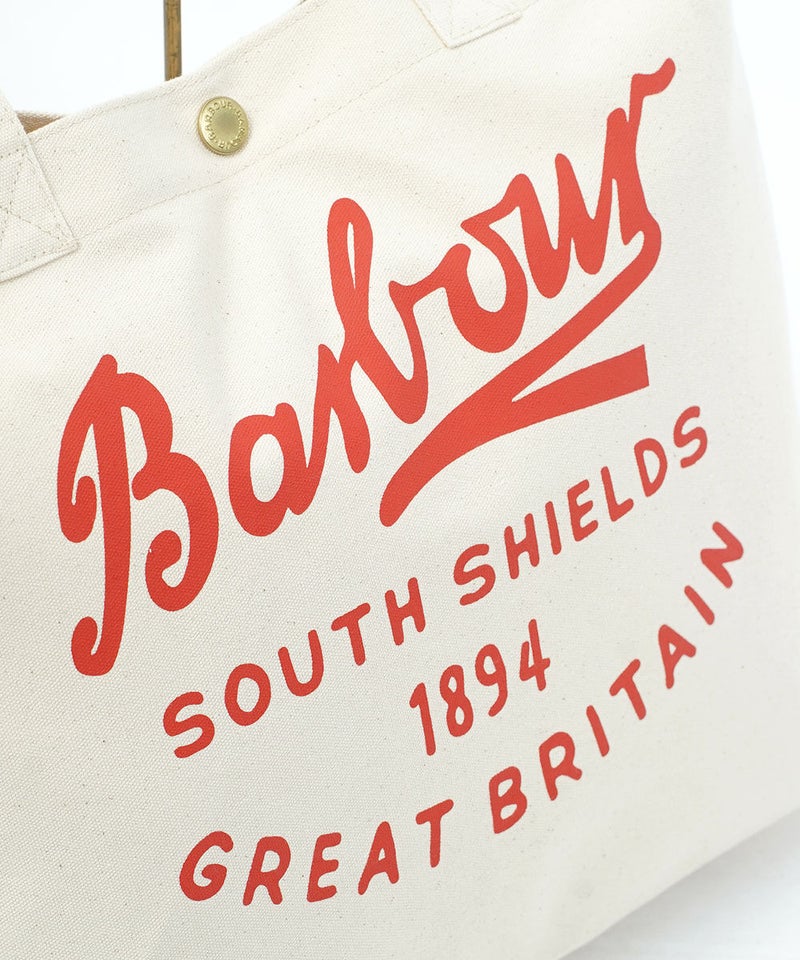 Barbour
SOUTH SHIELDS
1894
GREAT BRITAIN